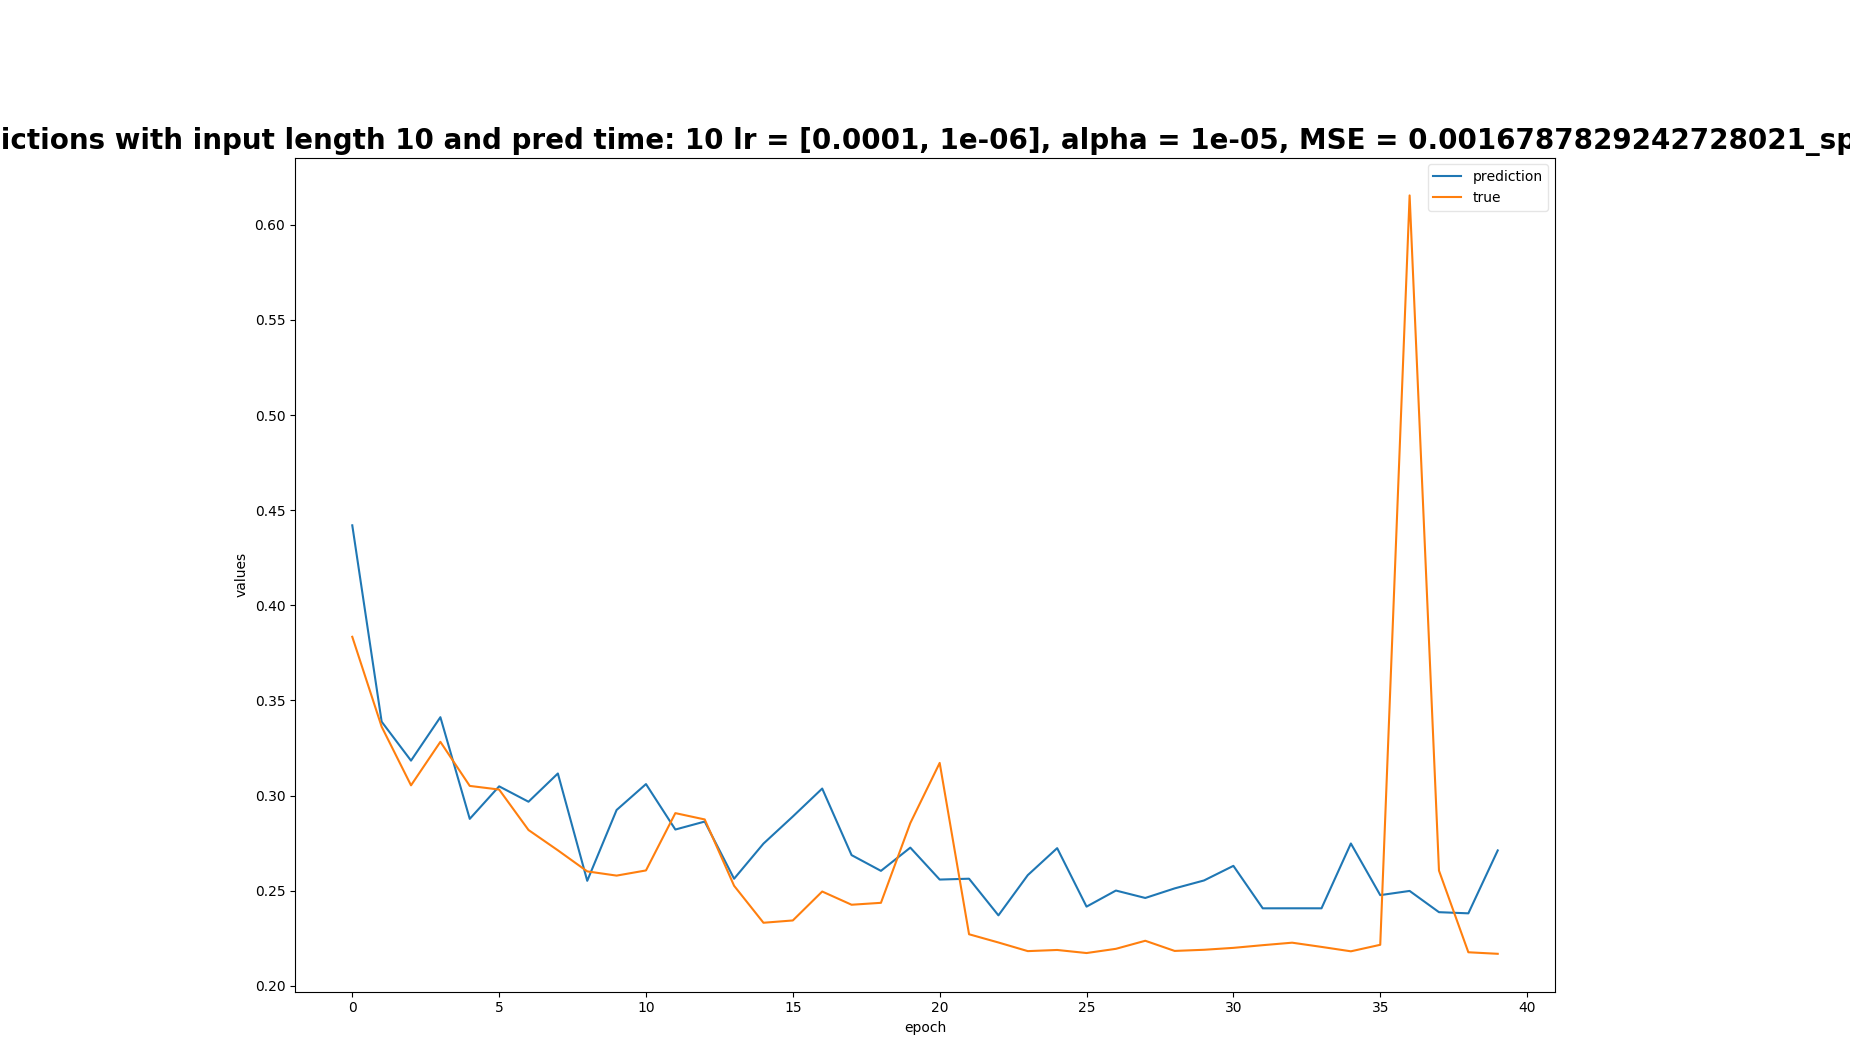 ictions with input length 10 and pred time: 10 lr = [0.0001, 1e-06], alpha = 1e-05, MSE = 0.0016787829242728021_sp
prediction
true
0.60
0.55
0.50
0.45
0.40
0.35
0.30
0.25
0.20
values
0 5 10 15 20 25 30 35 40
epoch